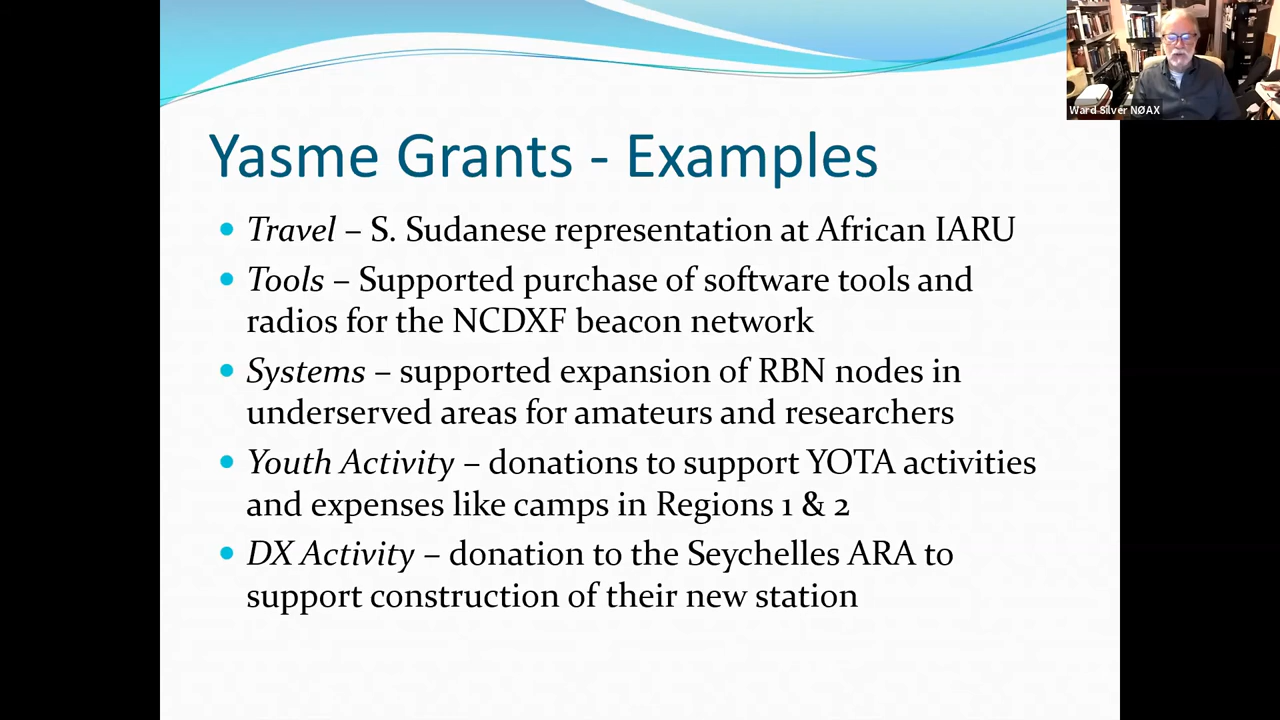 Ward Silver NØAX
Yasme Grants - Examples
• Travel – S. Sudanese representation at African IARU
• Tools – Supported purchase of software tools and
radios for the NCDXF beacon network
• Systems – supported expansion of RBN nodes in
underserved areas for amateurs and researchers
• Youth Activity – donations to support YOTA activities
and expenses like camps in Regions 1 & 2
• DX Activity – donation to the Seychelles ARA to
support construction of their new station